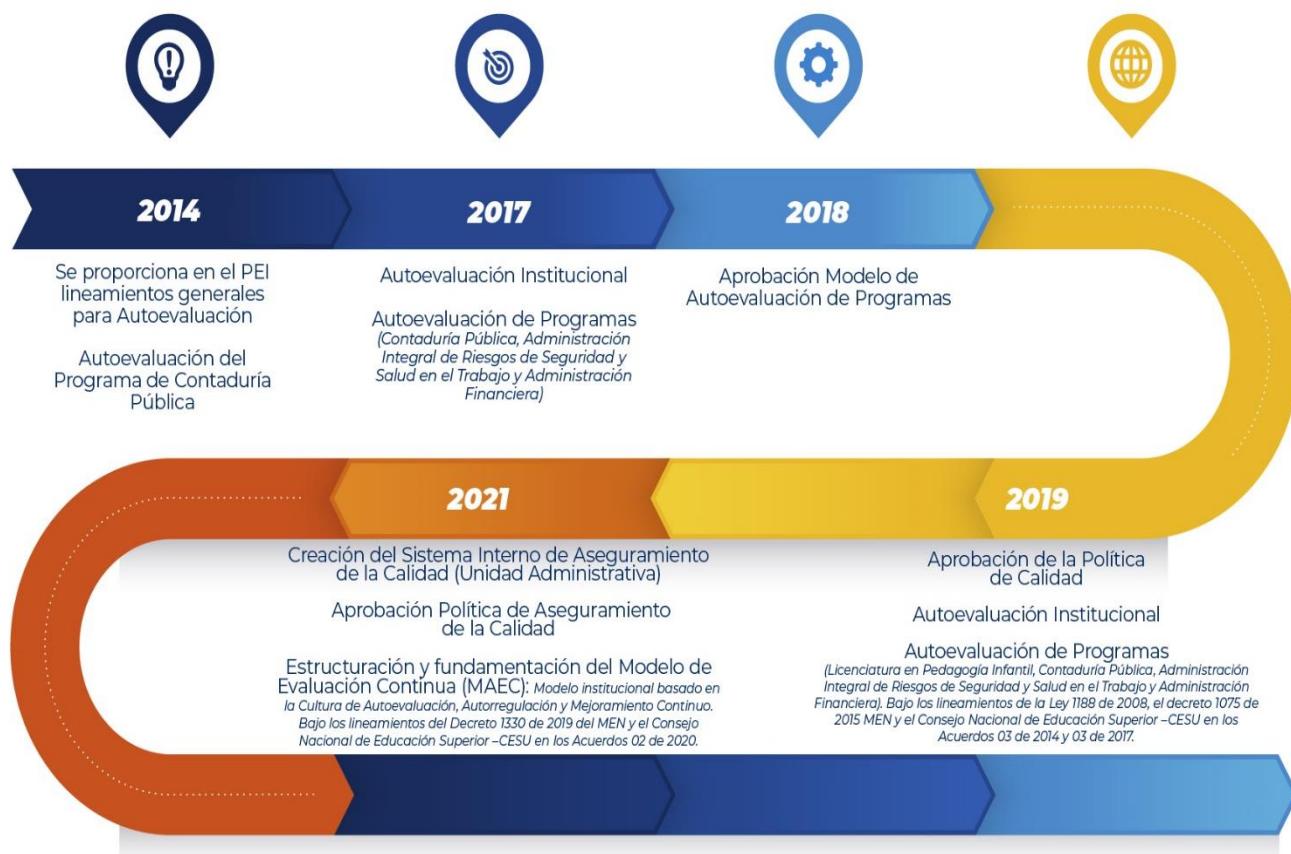 2014
Se proporciona en el PEI
lineamientos generales
para Autoevaluación
Autoevaluación del
Programa de Contaduría
Pública
2017
Autoevaluación Institucional
Autoevaluación de Programas
(Contaduría Pública, Administración
Integral de Riesgos de Seguridad y
Salud en el Trabajo y Administración
Financiera)
2018
Aprobación Modelo de
Autoevaluación de Programas
2019
Aprobación de la Política
de Calidad
Autoevaluación Institucional
Autoevaluación de Programas
(Licenciatura en Pedagogía Infantil, Contaduría Pública, Administración
Integral de Riesgos de Seguridad y Salud en el Trabajo y Administración
Financiera). Bajo los lineamientos de la Ley 1188 de 2008, el decreto 1075 de
2015 MEN y el Consejo Nacional de Educación Superior –CESU en los
Acuerdos 03 de 2014 y 03 de 2017.
2021
Creación del Sistema Interno de Aseguramiento
de la Calidad (Unidad Administrativa)
Aprobación Política de Aseguramiento
de la Calidad
Estructuración y fundamentación del Modelo de
Evaluación Continua (MAEC): Modelo institucional basado en
la Cultura de Autoevaluación, Autorregulación y Mejoramiento Continuo.
Bajo los lineamientos del Decreto 1330 de 2019 del MEN y el Consejo
Nacional de Educación Superior –CESU en los Acuerdos 02 de 2020.